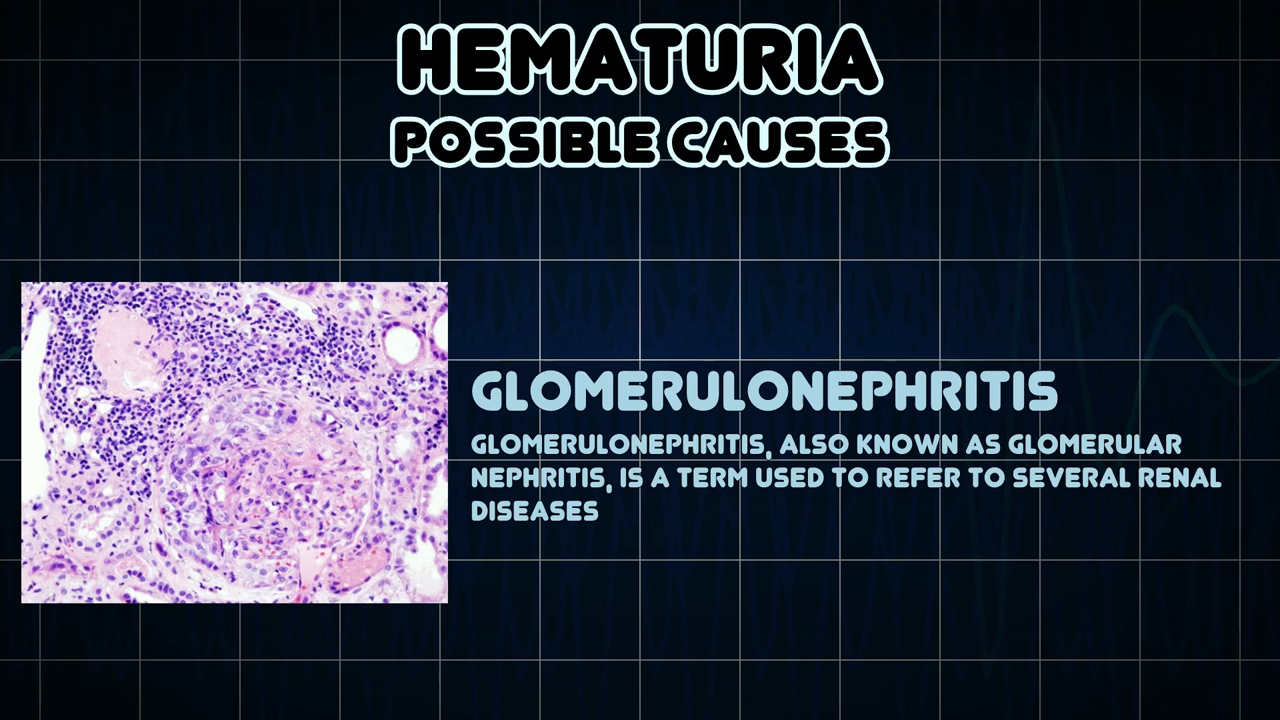 HEMATURIA
POSSIBLE CAUSES
GLOMERULONEPHRITIS
GLOMERULONEPHRITIS, ALSO KNOWN AS GLOMERULAR
NEPHRITIS, IS A TERM USED TO REFER TO SEVERAL RENAL
DISEASES